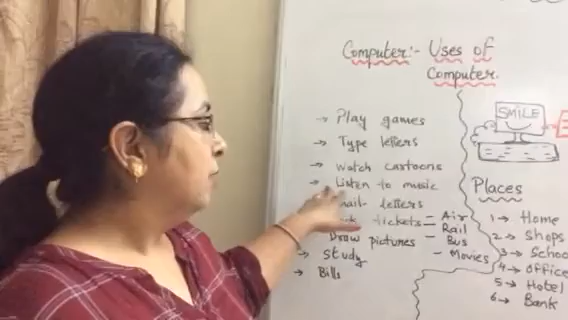 Computer:- Uses of
Computer.
→ Play games
→ Type letters
→ Watch cartoons
→ Listen to music
mail- letters
tickets - Air
- Rail
Draw pictures - Bus
- Movies
→ Study
→ Bills
SMILE
Places
1 → Home
2 → Shops
3 → School
4 → Office
5 → Hotel
6 → Bank